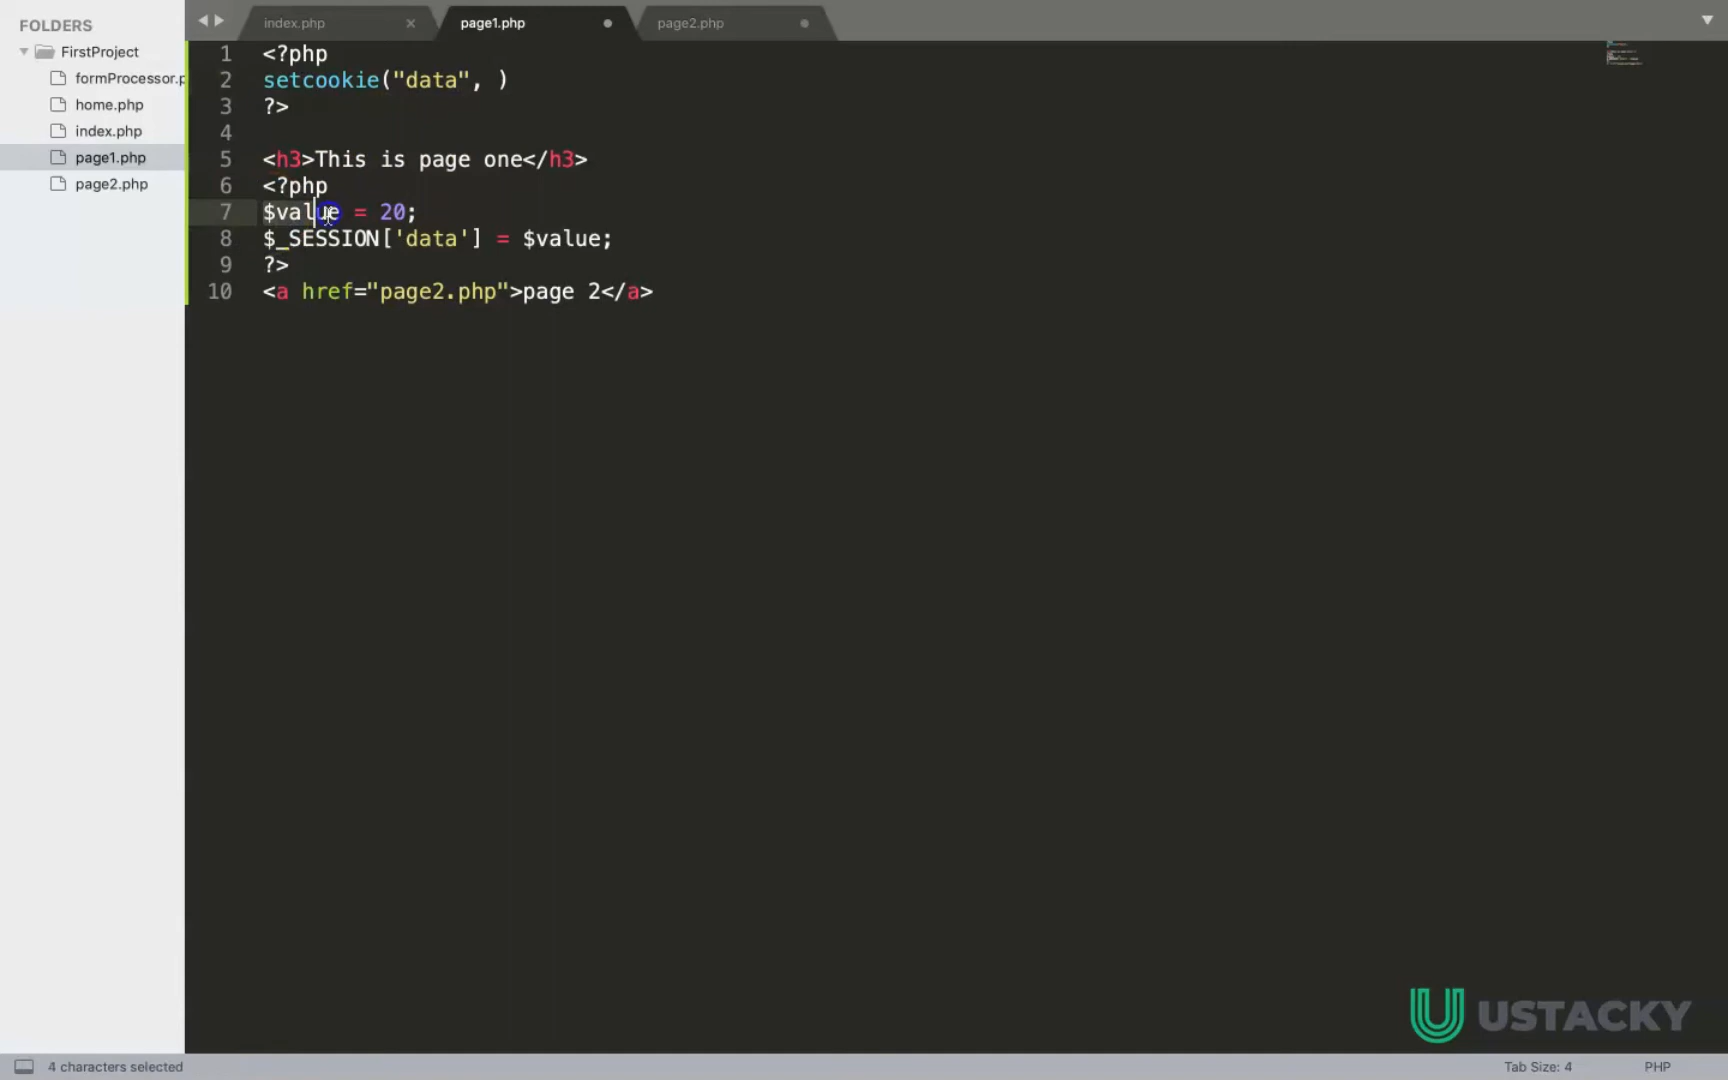 FOLDERS
FirstProject
formProcessor.p
home.php
index.php
page1.php
page2.php
index.php
page1.php
page2.php
1 <?php
2 setcookie("data", )
3 ?>
4
5 <h3>This is page one</h3>
6 <?php
7 $value = 20;
8 $_SESSION['data'] = $value;
9 ?>
10 <a href="page2.php">page 2</a>
USTACKY
4 characters selected
Tab Size: 4
PHP